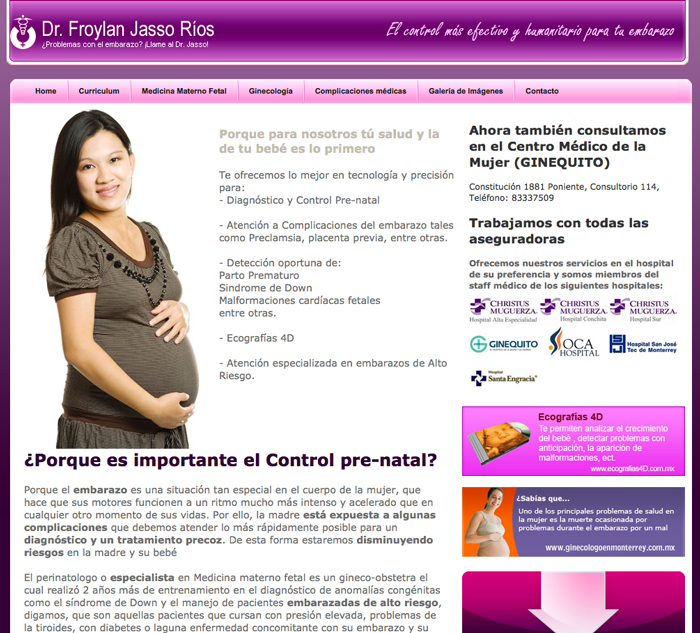 Dr. Froylan Jasso Ríos
¿Problemas con el embarazo? ¡Llame al Dr. Jasso!
El control más efectivo y humanitario para tu embarazo
Home
Curriculum
Medicina Materno Fetal
Ginecología
Complicaciones médicas
Galería de Imágenes
Contacto
Porque para nosotros tú salud y la
de tu bebé es lo primero
Te ofrecemos lo mejor en tecnología y precisión
para:
- Diagnóstico y Control Pre-natal
- Atención a Complicaciones del embarazo tales
como Preclamsia, placenta previa, entre otras.
- Detección oportuna de:
Parto Prematuro
Sindrome de Down
Malformaciones cardíacas fetales
entre otras.
- Ecografías 4D
- Atención especializada en embarazos de Alto
Riesgo.
¿Porque es importante el Control pre-natal?
Porque el embarazo es una situación tan especial en el cuerpo de la mujer, que
hace que sus motores funcionen a un ritmo mucho más intenso y acelerado que en
cualquier otro momento de sus vidas. Por ello, la madre está expuesta a algunas
complicaciones que debemos atender lo más rápidamente posible para un
diagnóstico y un tratamiento precoz. De esta forma estaremos disminuyendo
riesgos en la madre y su bebé
El perinatologo o especialista en Medicina materno fetal es un gineco-obstetra el
cual realizó 2 años más de entrenamiento en el diagnóstico de anomalías congénitas
como el síndrome de Down y el manejo de pacientes embarazadas de alto riesgo,
digamos, que son aquellas pacientes que cursan con presión elevada, problemas de
la tiroides, con diabetes o laguna enfermedad concomitante con su embarazo y su
Ahora también consultamos
en el Centro Médico de la
Mujer (GINEQUITO)
Constitución 1881 Poniente, Consultorio 114,
Teléfono: 83337509
Trabajamos con todas las
aseguradoras
Ofrecemos nuestros servicios en el hospital
de su preferencia y somos miembros del
staff médico de los siguientes hospitales:
CHRISTUS MUGUERZA. Hospital Alta Especialidad
CHRISTUS MUGUERZA. Hospital Conchita
CHRISTUS MUGUERZA. Hospital Sur
GINEQUITO
OCA HOSPITAL
Hospital San José
Tec de Monterrey
Hospital
Santa Engracia
Ecografías 4D
Te permiten analizar el crecimiento
del bebé , detectar problemas con
anticipación, la aparición de
malformaciones, ect.
www.ecografias4D.com.mx
¿Sabías que...
Uno de los principales problemas de salud en
la mujer es la muerte ocasionada por
problemas durante el embarazo por un mal
www.ginecologoenmonterrey.com.mx